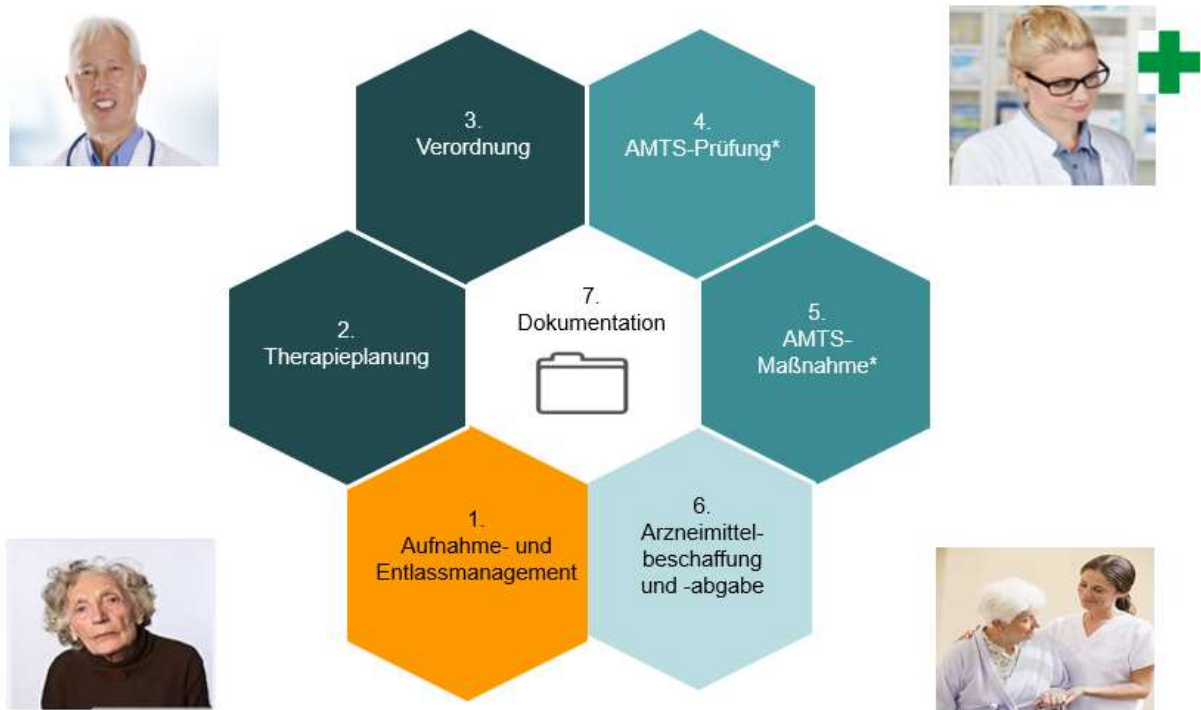 3.
Verordnung
4.
AMTS-Prüfung*
2.
Therapieplanung
7.
Dokumentation
5.
AMTS-
Maßnahme*
1.
Aufnahme- und
Entlassmanagement
6.
Arzneimittel-
beschaffung
und -abgabe